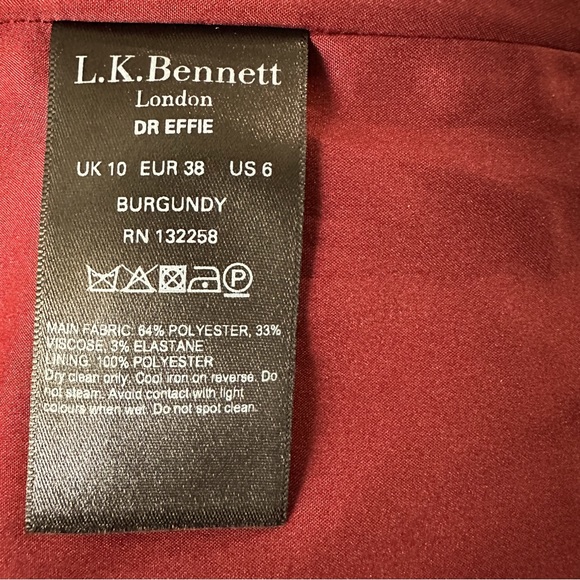 L.K.Bennett
London
DR EFFIE
UK 10 EUR 38 US 6
BURGUNDY
RN 132258
P
MAIN FABRIC: 64% POLYESTER, 33%
VISCOSE, 3% ELASTANE
LINING: 100% POLYESTER
Dry clean only. Cool iron on reverse. Do
not steam. Avoid contact with light
colours when wet. Do not spot clean.